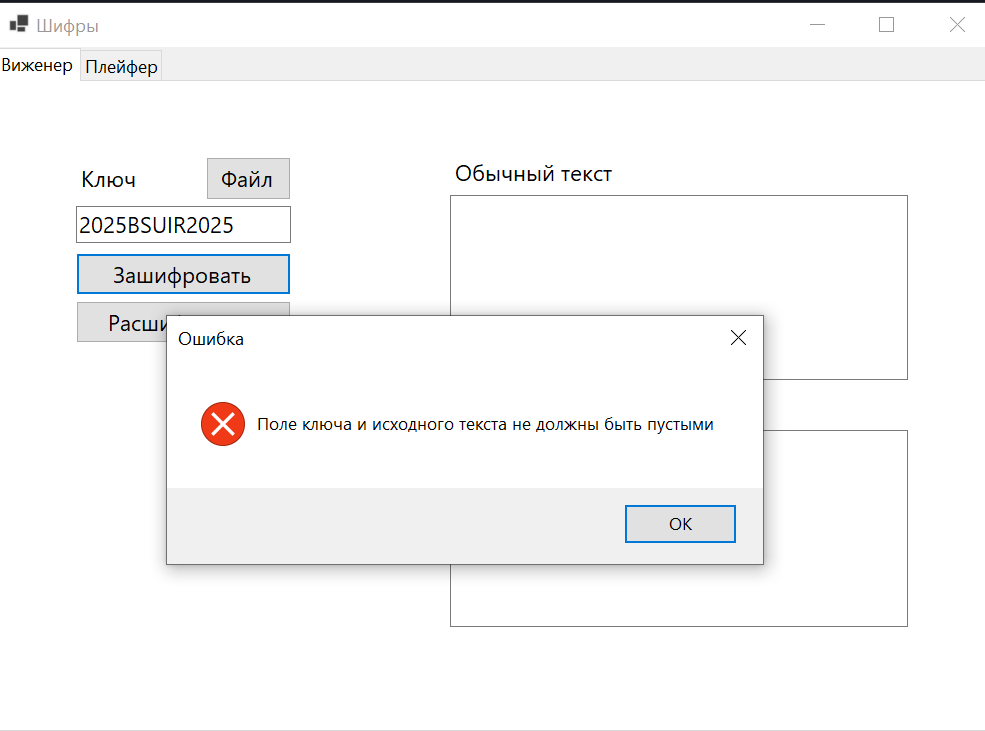 Шифры
Виженер
Плейфер
Ключ
Файл
Обычный текст
2025BSUIR2025
Зашифровать
Ошибка
Поле ключа и исходного текста не должны быть пустыми
OK